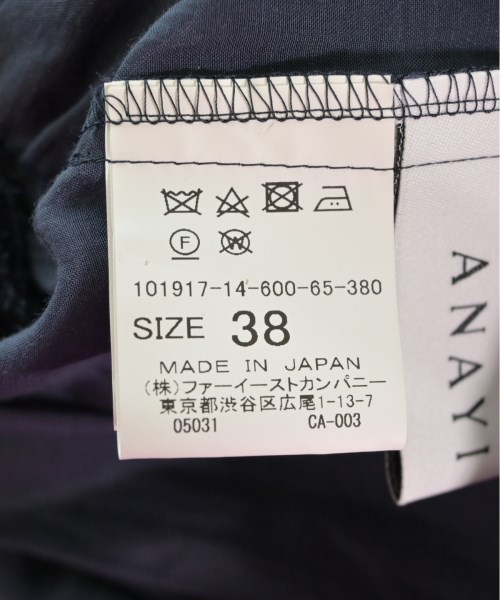 F W
101917-14-600-65-380
SIZE 38
MADE IN JAPAN
(株)ファーイーストカンパニー
東京都渋谷区広尾1-13-7
05031 CA-003
ANAYI